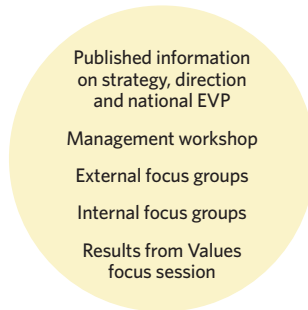 Published information
on strategy, direction
and national EVP
Management workshop
External focus groups
Internal focus groups
Results from Values
focus session